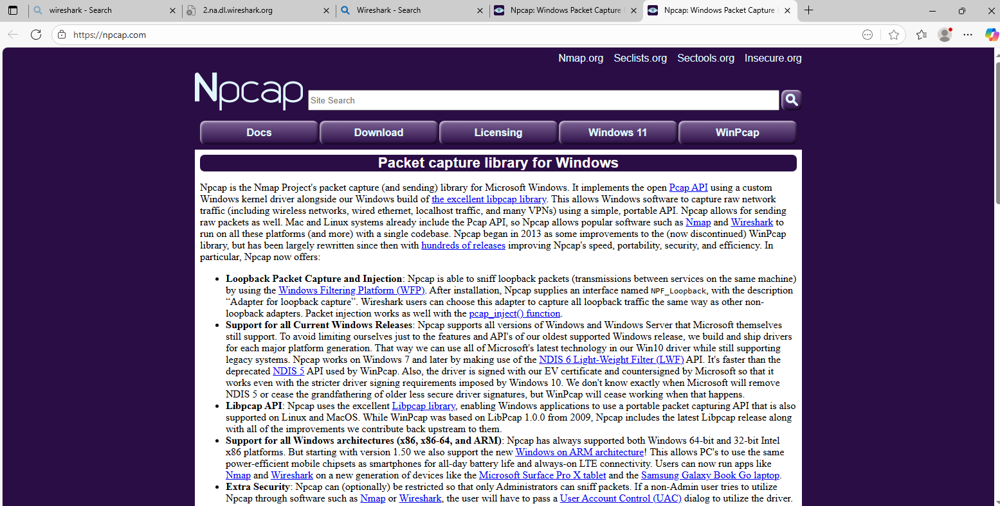 wireshark - Search
2.na.dl.wireshark.org
Wireshark - Search
Npcap: Windows Packet Capture
Npcap: Windows Packet Capture
https://npcap.com
Nmap.org Seclists.org Sectools.org Insecure.org
Npcap
Site Search
Docs Download Licensing Windows 11 WinPcap
Packet capture library for Windows
Npcap is the Nmap Project's packet capture (and sending) library for Microsoft Windows. It implements the open Pcap API using a custom
Windows kernel driver alongside our Windows build of the excellent libpcap library. This allows Windows software to capture raw network
traffic (including wireless networks, wired ethernet, localhost traffic, and many VPNs) using a simple, portable API. Npcap allows for sending
raw packets as well. Mac and Linux systems already include the Pcap API, so Npcap allows popular software such as Nmap and Wireshark to
run on all these platforms (and more) with a single codebase. Npcap began in 2013 as some improvements to the (now discontinued) WinPcap
library, but has been largely rewritten since then with hundreds of releases improving Npcap's speed, portability, security, and efficiency. In
particular, Npcap now offers:
• Loopback Packet Capture and Injection: Npcap is able to sniff loopback packets (transmissions between services on the same machine)
by using the Windows Filtering Platform (WFP). After installation, Npcap supplies an interface named NPF_Loopback, with the description
“Adapter for loopback capture”. Wireshark users can choose this adapter to capture all loopback traffic the same way as other non-
loopback adapters. Packet injection works as well with the pcap_inject() function.
• Support for all Current Windows Releases: Npcap supports all versions of Windows and Windows Server that Microsoft themselves
still support. To avoid limiting ourselves just to the features and API's of our oldest supported Windows release, we build and ship drivers
for each major platform generation. That way we can use all of Microsoft's latest technology in our Win10 driver while still supporting
legacy systems. Npcap works on Windows 7 and later by making use of the NDIS 6 Light-Weight Filter (LWF) API. It's faster than the
deprecated NDIS 5 API used by WinPcap. Also, the driver is signed with our EV certificate and countersigned by Microsoft so that it
works even with the stricter driver signing requirements imposed by Windows 10. We don't know exactly when Microsoft will remove
NDIS 5 or cease the grandfathering of older less secure driver signatures, but WinPcap will cease working when that happens.
• Libpcap API: Npcap uses the excellent Libpcap library, enabling Windows applications to use a portable packet capturing API that is also
supported on Linux and MacOS. While WinPcap was based on LibPcap 1.0.0 from 2009, Npcap includes the latest Libpcap release along
with all of the improvements we contribute back upstream to them.
• Support for all Windows architectures (x86, x86-64, and ARM): Npcap has always supported both Windows 64-bit and 32-bit Intel
x86 platforms. But starting with version 1.50 we also support the new Windows on ARM architecture! This allows PC's to use the same
power-efficient mobile chipsets as smartphones for all-day battery life and always-on LTE connectivity. Users can now run apps like
Nmap and Wireshark on a new generation of devices like the Microsoft Surface Pro X tablet and the Samsung Galaxy Book Go laptop.
• Extra Security: Npcap can (optionally) be restricted so that only Administrators can sniff packets. If a non-Admin user tries to utilize
Npcap through software such as Nmap or Wireshark, the user will have to pass a User Account Control (UAC) dialog to utilize the driver.